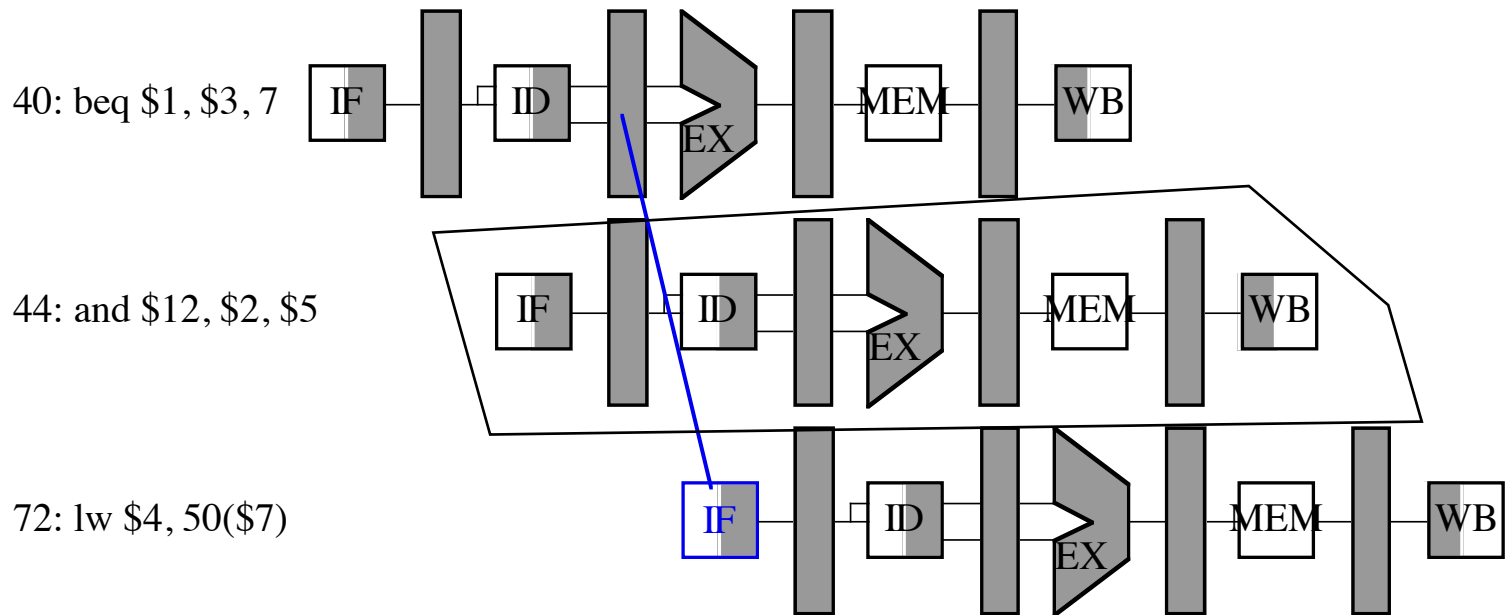 40: beq $1, $3, 7 IF ID EX MEM WB
44: and $12, $2, $5 IF ID EX MEM WB
72: lw $4, 50($7) IF ID EX MEM WB